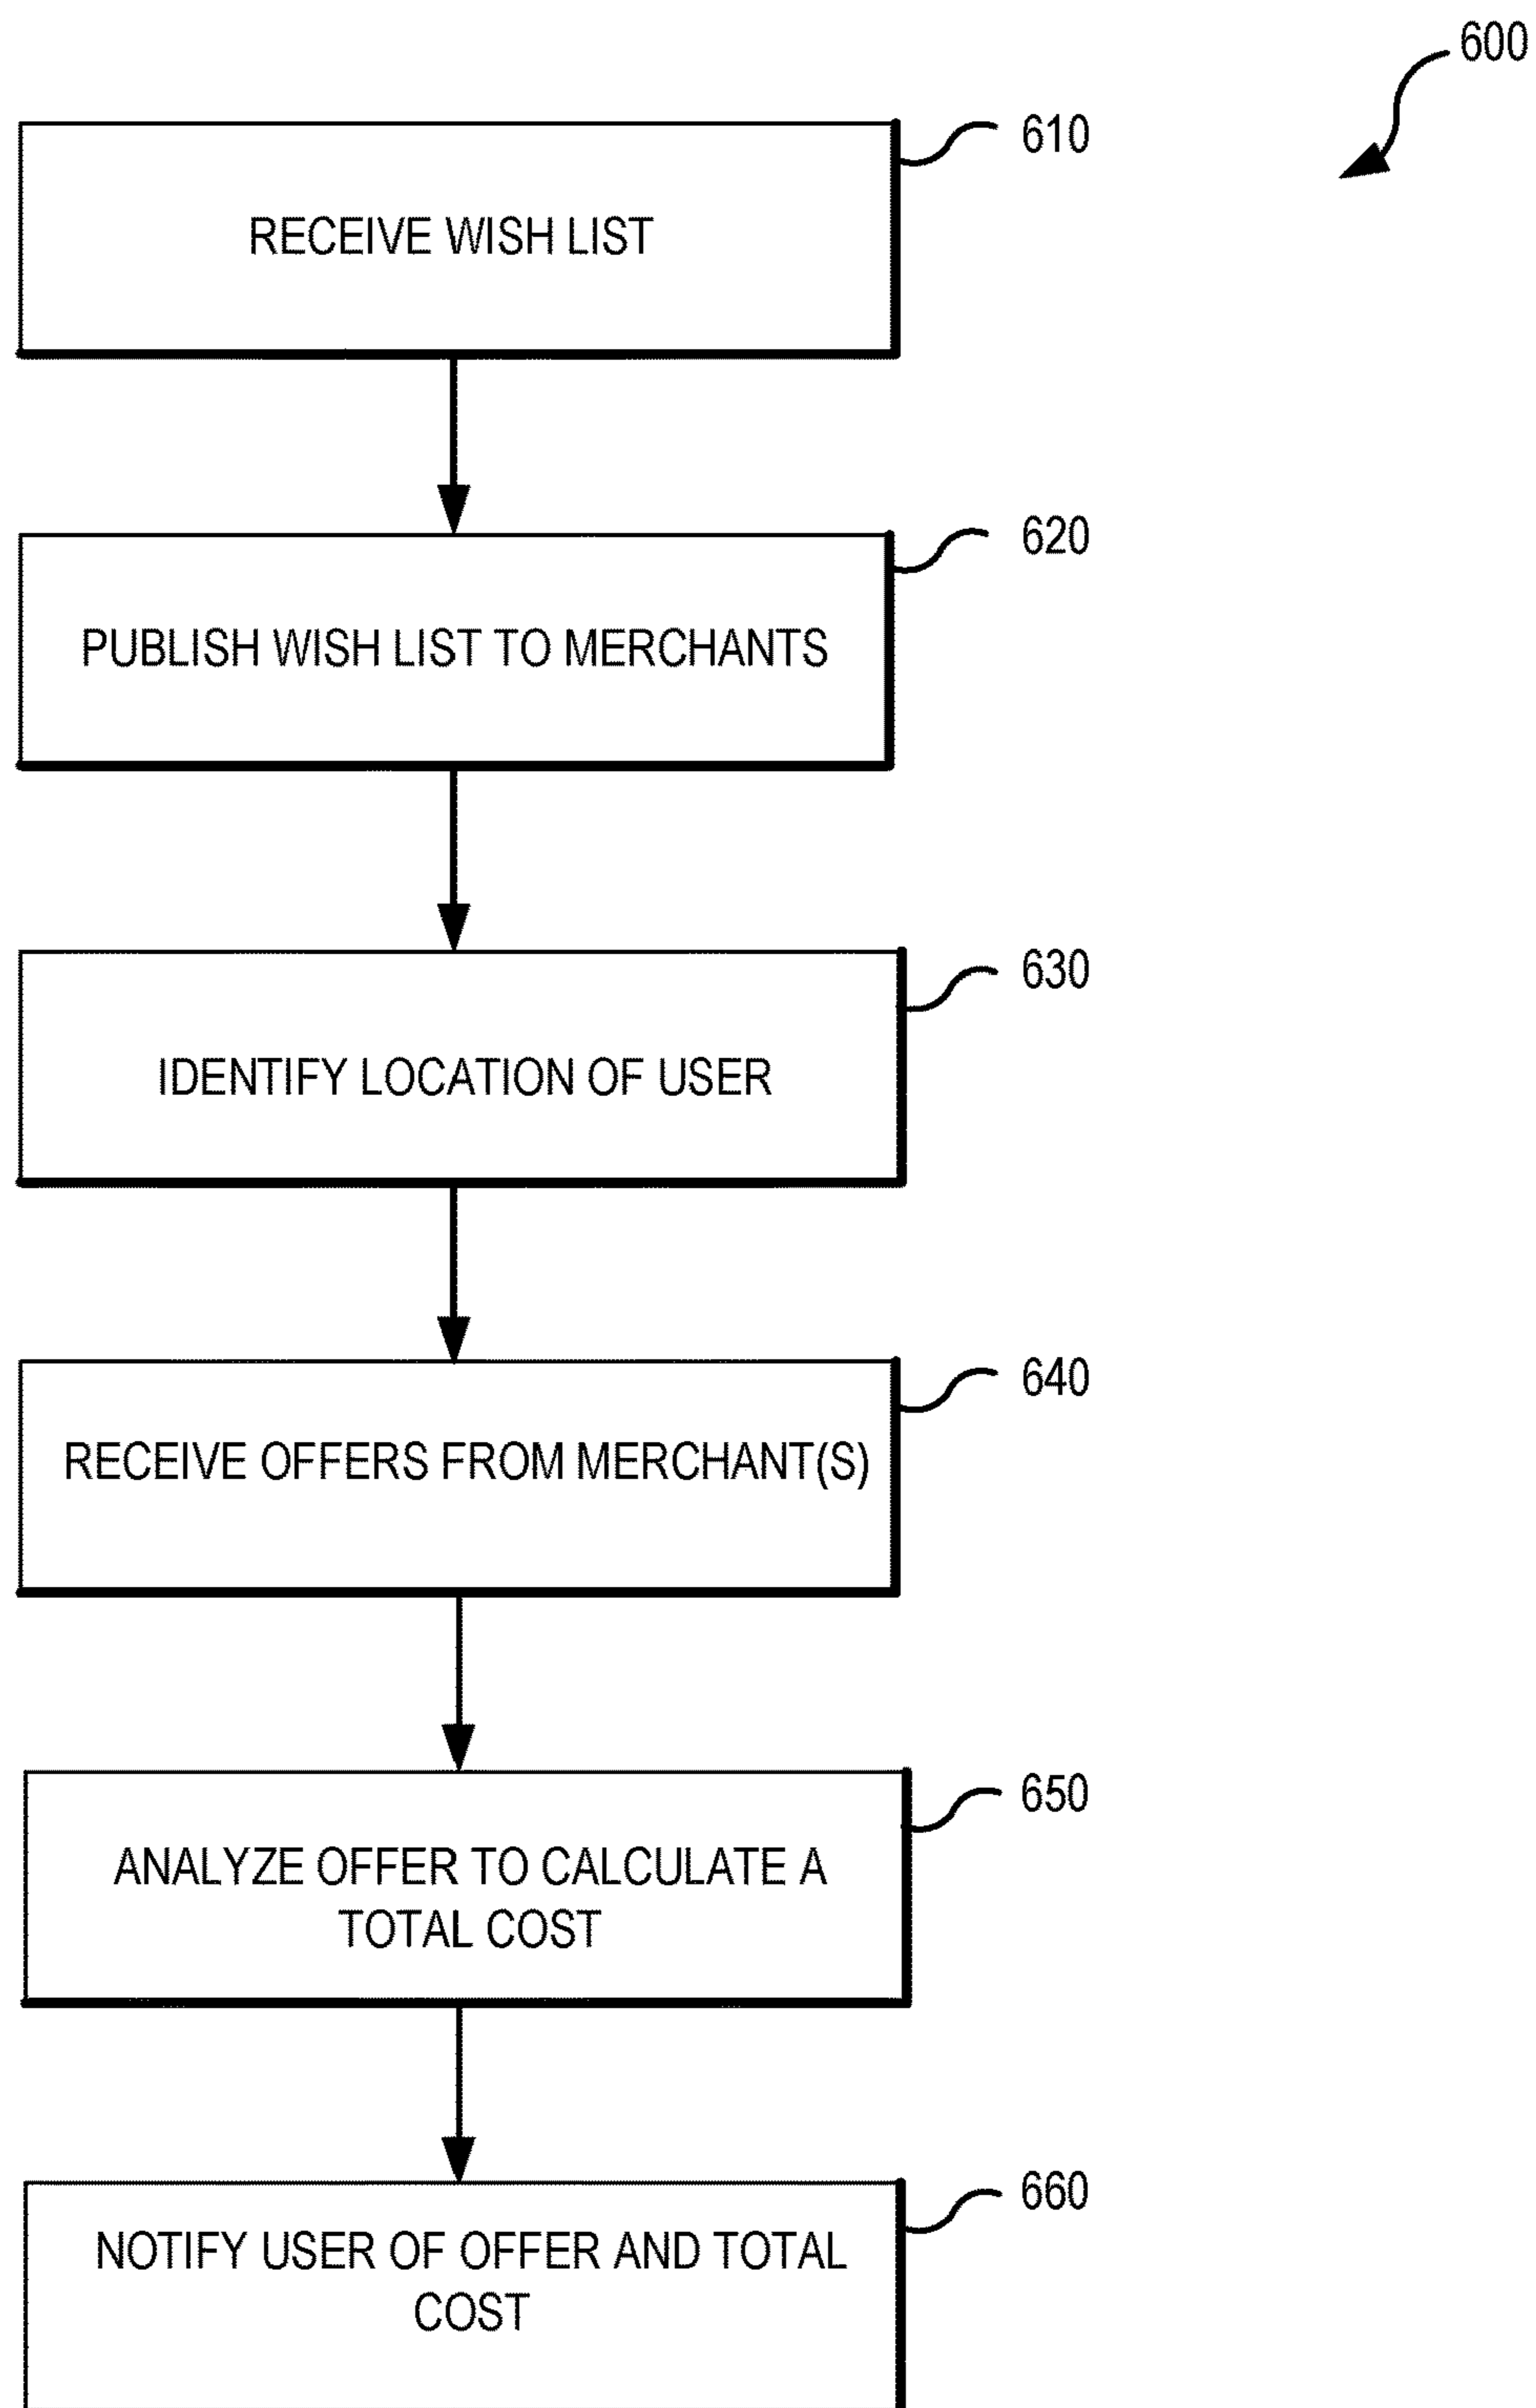 600
610
RECEIVE WISH LIST
620
PUBLISH WISH LIST TO MERCHANTS
630
IDENTIFY LOCATION OF USER
640
RECEIVE OFFERS FROM MERCHANT(S)
650
ANALYZE OFFER TO CALCULATE A
TOTAL COST
660
NOTIFY USER OF OFFER AND TOTAL
COST